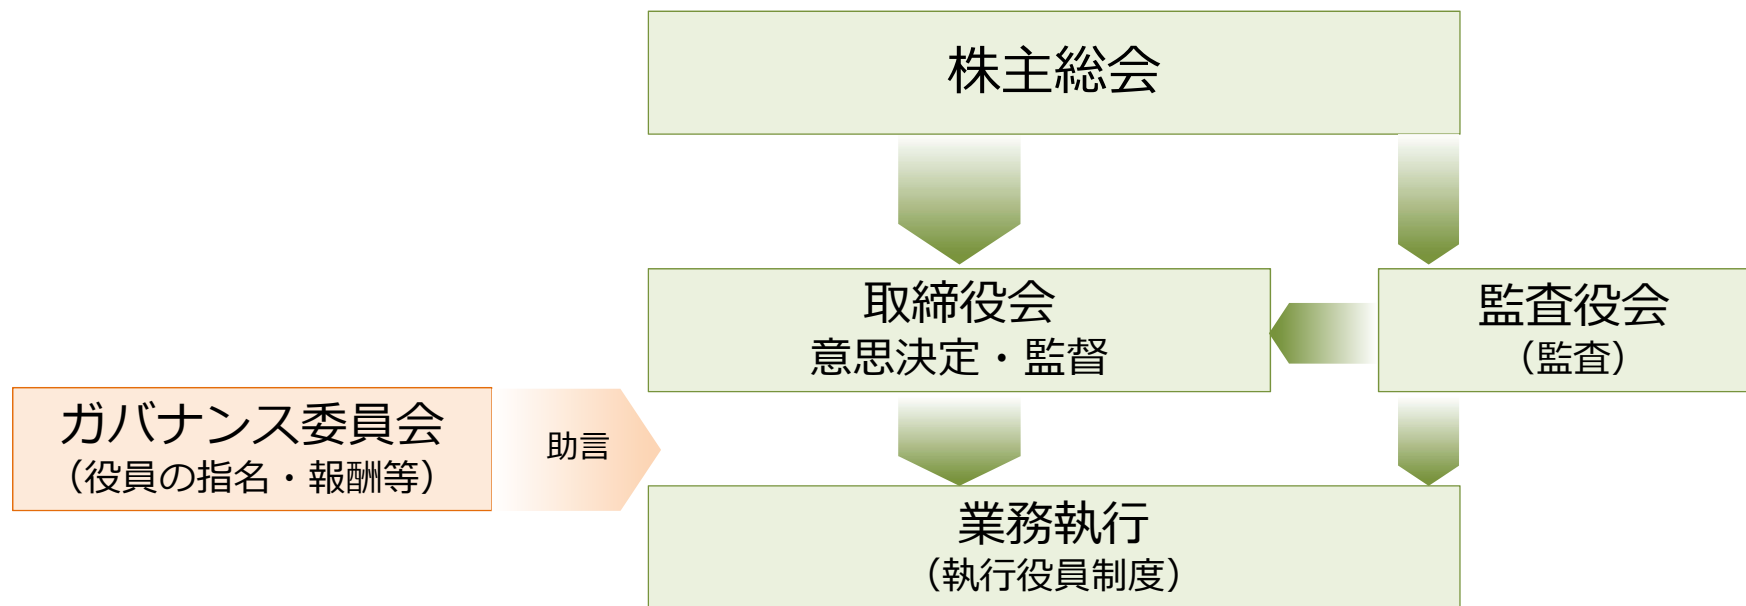 株主総会
取締役会
意思決定・監督
監査役会
（監査）
ガバナンス委員会
（役員の指名・報酬等）
助言
業務執行
（執行役員制度）